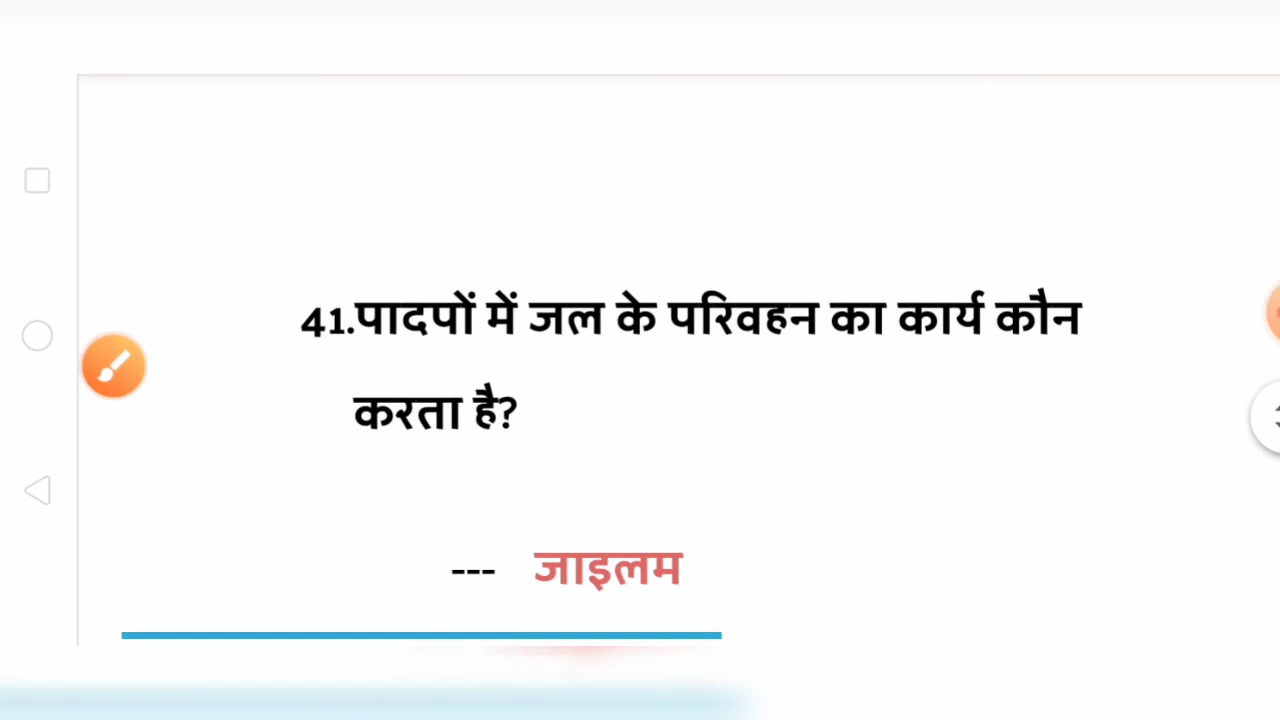 41.पादपों में जल के परिवहन का कार्य कौन
करता है?
--- जाइलम